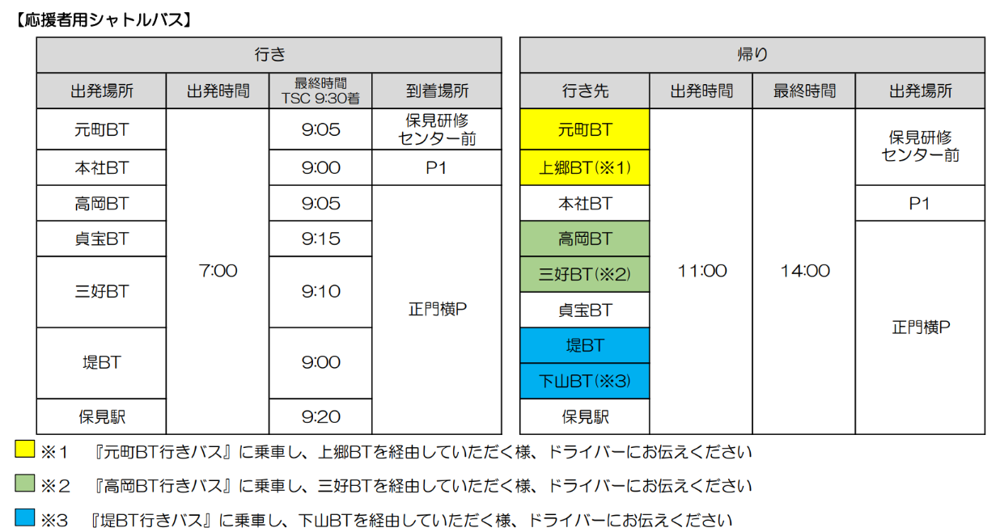 【応援者用シャトルバス】
行き
出発場所 出発時間 最終時間 TSC 9:30着 到着場所
元町BT 7:00 9:05 保見研修センター前
本社BT 9:00 P1
高岡BT 9:05 正門横P
貞宝BT 9:15
三好BT 9:10
堤BT 9:00
保見駅 9:20
帰り
行き先 出発時間 最終時間 出発場所
元町BT 11:00 14:00 保見研修センター前
上郷BT(※1)
本社BT P1
高岡BT 正門横P
三好BT(※2)
貞宝BT
堤BT
下山BT(※3)
保見駅
※1 『元町BT行きバス』に乗車し、上郷BTを経由していただく様、ドライバーにお伝えください
※2 『高岡BT行きバス』に乗車し、三好BTを経由していただく様、ドライバーにお伝えください
※3 『堤BT行きバス』に乗車し、下山BTを経由していただく様、ドライバーにお伝えください